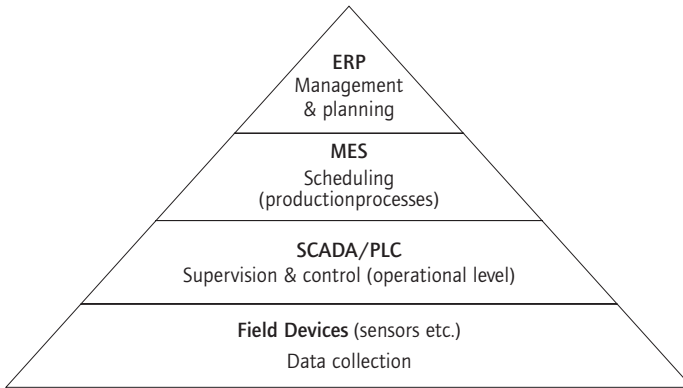 ERP
Management
& planning
MES
Scheduling
(productionprocesses)
SCADA/PLC
Supervision & control (operational level)
Field Devices (sensors etc.)
Data collection